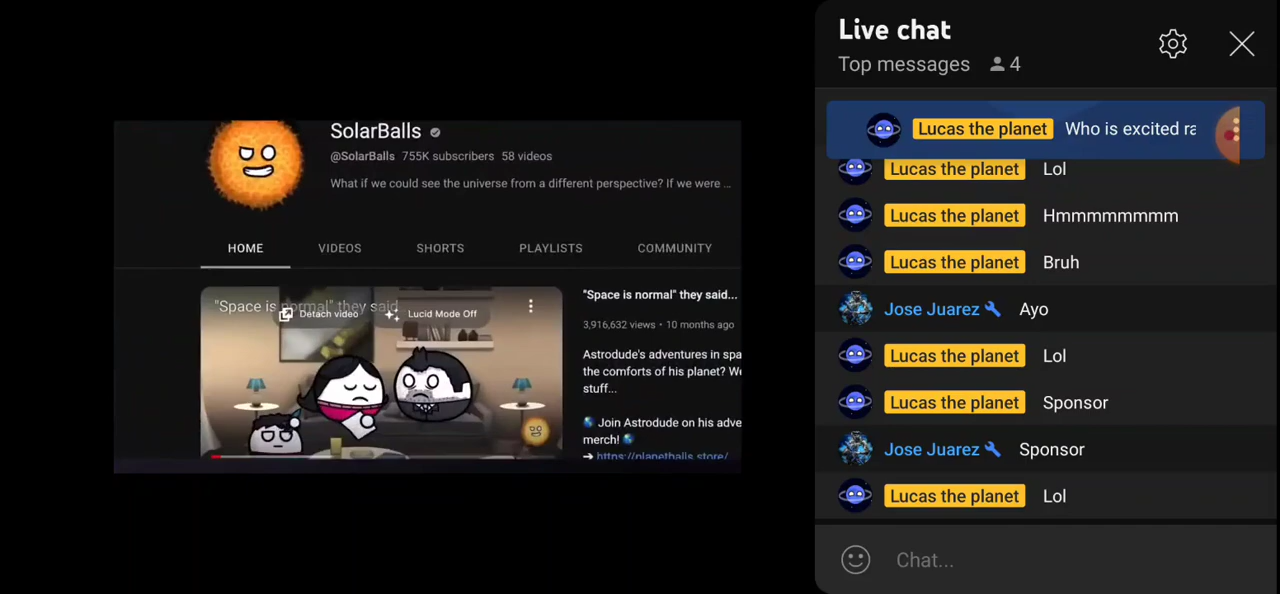 SolarBalls
@SolarBalls 755K subscribers 58 videos
What if we could see the universe from a different perspective? If we were ...
HOME VIDEOS SHORTS PLAYLISTS COMMUNITY
"Space is normal" they said
Detach video Lucid Mode Off
"Space is normal" they said...
3,916,632 views • 10 months ago
Astrodude's adventures in spa
the comforts of his planet? We
stuff...
Join Astrodude on his adve
merch!
→ https://planetballs.store/
Live chat
Top messages 4
Lucas the planet Who is excited ra
Lucas the planet Lol
Lucas the planet Hmmmmmmmm
Lucas the planet Bruh
Jose Juarez Ayo
Lucas the planet Lol
Lucas the planet Sponsor
Jose Juarez Sponsor
Lucas the planet Lol
Chat...